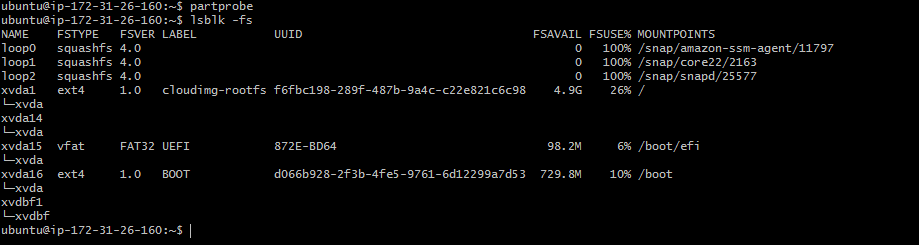 ubuntu@ip-172-31-26-160:~$ partprobe
ubuntu@ip-172-31-26-160:~$ lsblk -fs
NAME    FSTYPE   FSVER LABEL           UUID                                 FSAVAIL FSUSE% MOUNTPOINTS
loop0   squashfs 4.0                                                              0   100% /snap/amazon-ssm-agent/11797
loop1   squashfs 4.0                                                              0   100% /snap/core22/2163
loop2   squashfs 4.0                                                              0   100% /snap/snapd/25577
xvda1   ext4     1.0   cloudimg-rootfs f6fbc198-289f-487b-9a4c-c22e821c6c98    4.9G    26% /
└─xvda
xvda14
└─xvda
xvda15  vfat     FAT32 UEFI            872E-BD64                              98.2M     6% /boot/efi
└─xvda
xvda16  ext4     1.0   BOOT            d066b928-2f3b-4fe5-9761-6d12299a7d53  729.8M    10% /boot
└─xvda
xvdbf1
└─xvdbf
ubuntu@ip-172-31-26-160:~$